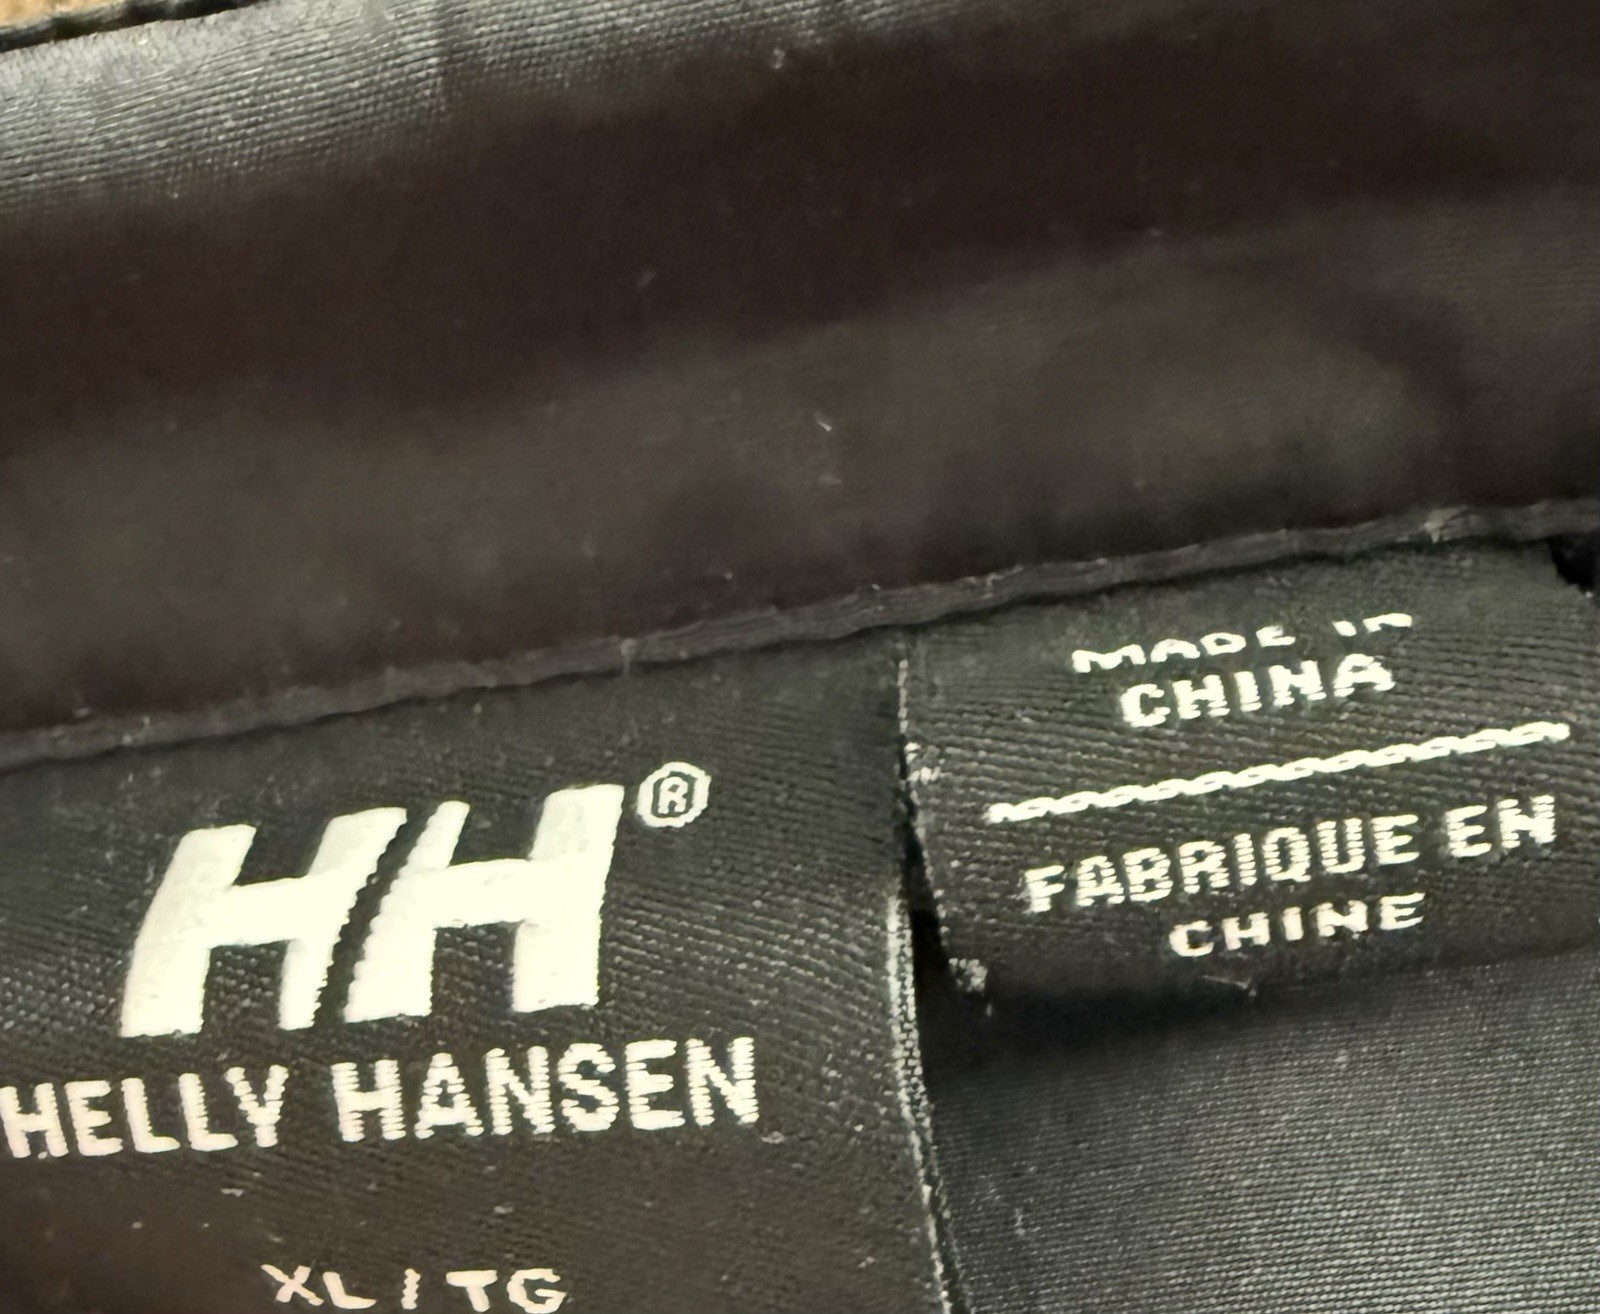 HH®
HELLY HANSEN
XL / TG
MADE IN
CHINA
FABRIQUE EN
CHINE